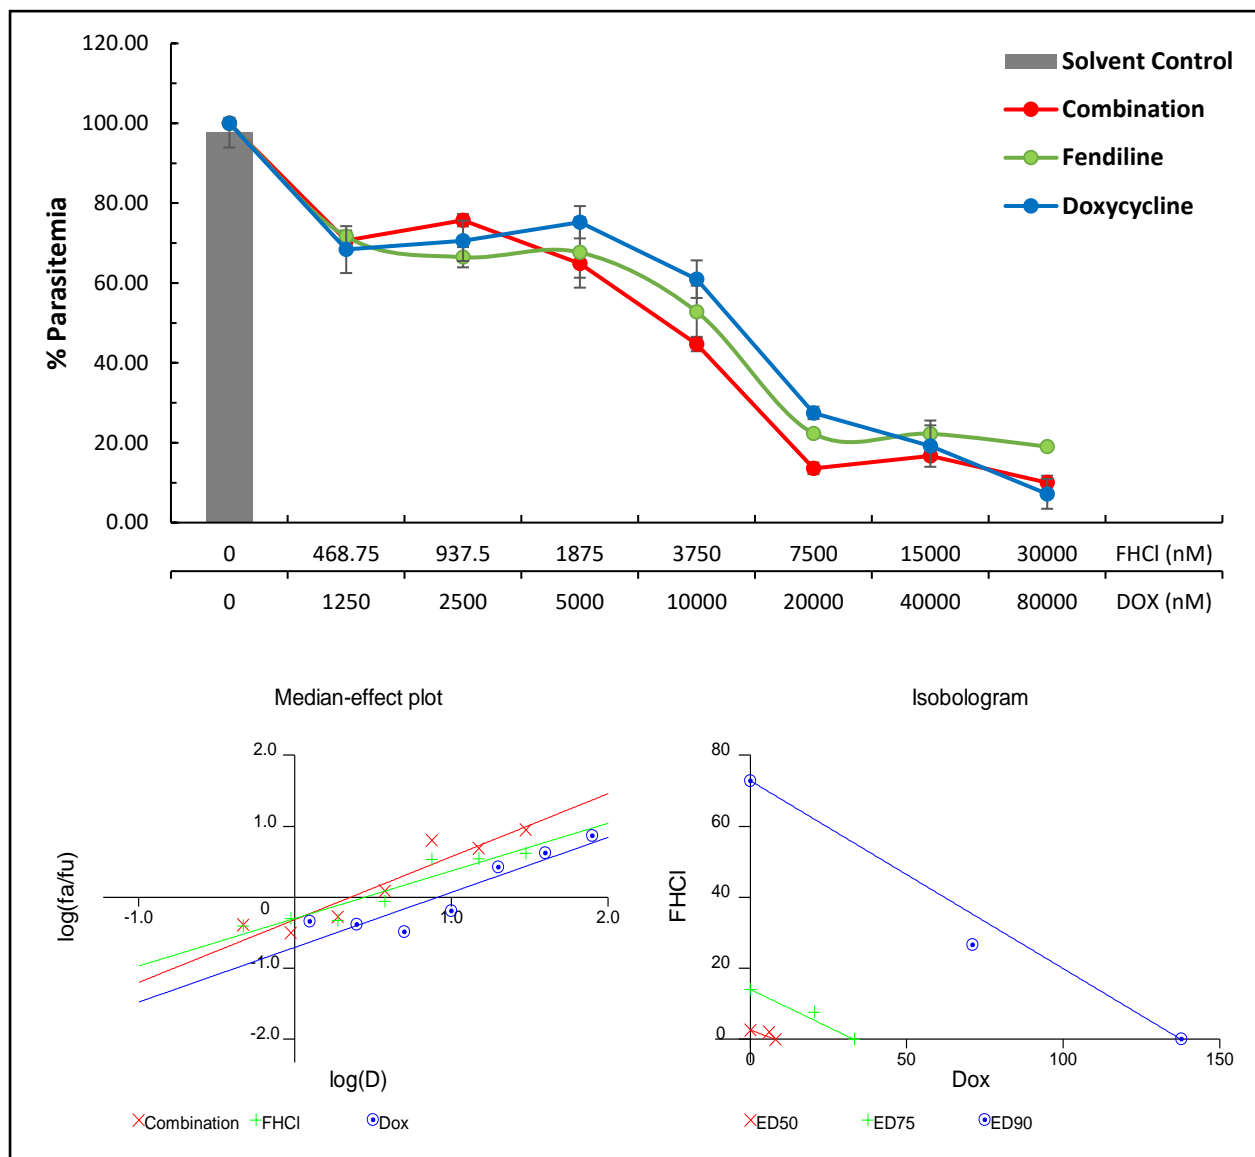 120.00
100.00
80.00
60.00
40.00
20.00
0.00
% Parasitemia
Solvent Control
Combination
Fendiline
Doxycycline
0 468.75 937.5 1875 3750 7500 15000 30000 FHCl (nM)
0 1250 2500 5000 10000 20000 40000 80000 DOX (nM)
Median-effect plot
2.0
1.0
0
-1.0
-2.0
-1.0 1.0 2.0
log(fa/fu)
log(D)
Combination FHCl Dox
Isobologram
80
60
40
20
0
0 50 100 150
FHCl
Dox
ED50 ED75 ED90